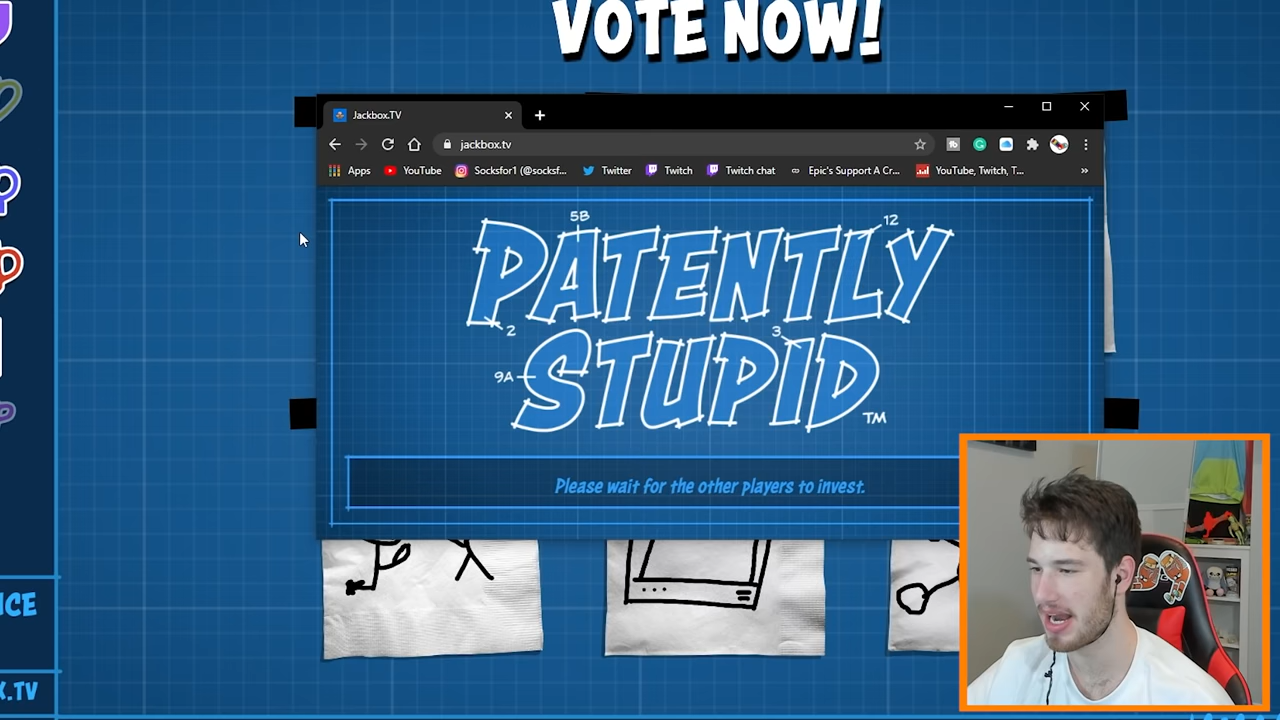 VOTE NOW!
Jackbox.TV
jackbox.tv
Apps YouTube Socksfor1 (@socksf... Twitter Twitch Twitch chat Epic's Support A Cr... YouTube, Twitch, T... »
5B 12
PATENTLY
2 3
9A STUPID TM
Please wait for the other players to invest.
NCE
X.TV